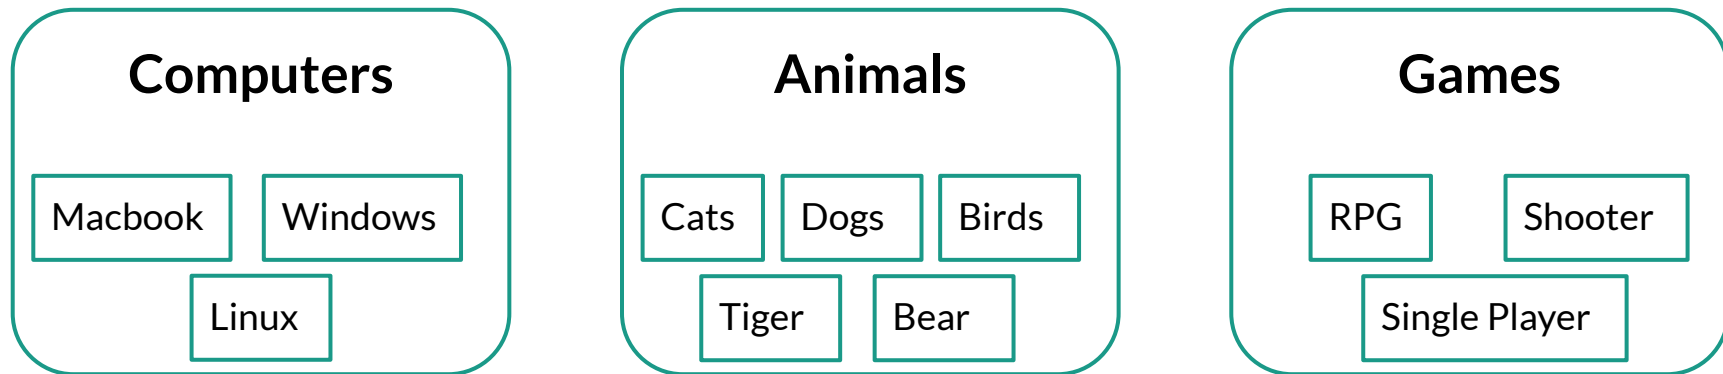 Computers
Macbook
Windows
Linux
Animals
Cats
Dogs
Birds
Tiger
Bear
Games
RPG
Shooter
Single Player